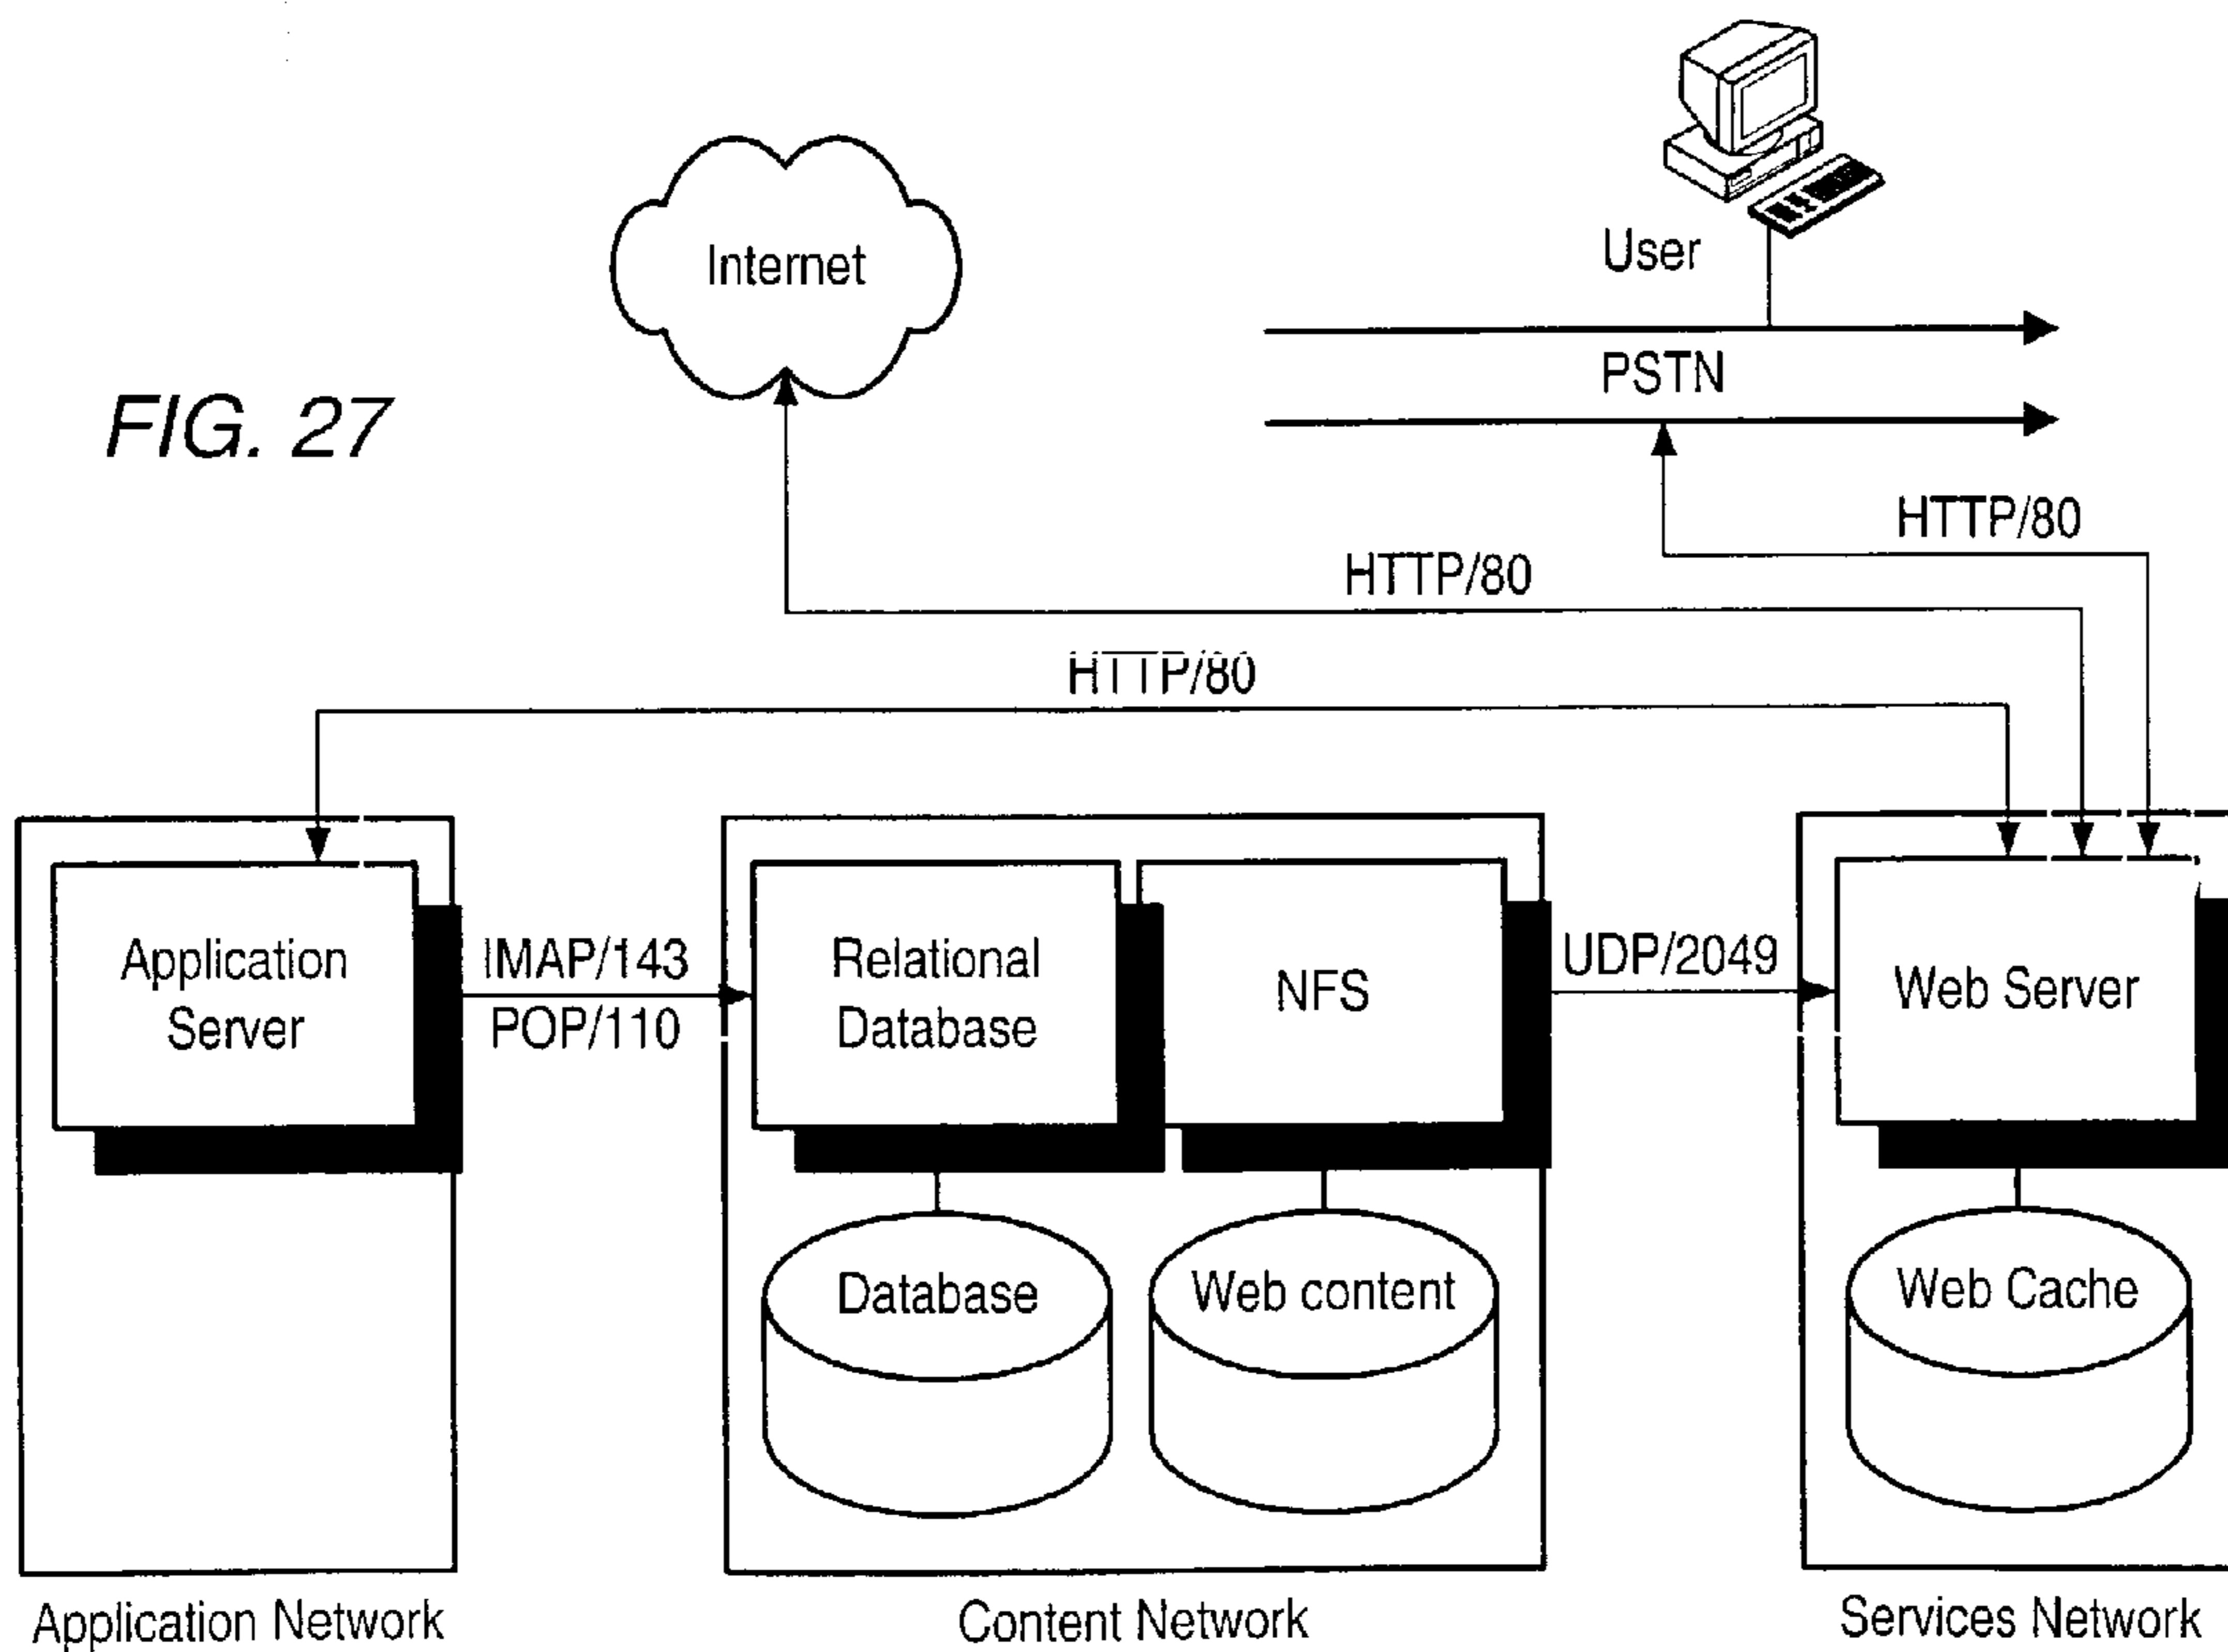 Internet
User
PSTN
FIG. 27
HTTP/80
HTTP/80
HTTP/80
Application
Server
IMAP/143
POP/110
Relational
Database
NFS
UDP/2049
Web Server
Database
Web content
Web Cache
Application Network
Content Network
Services Network